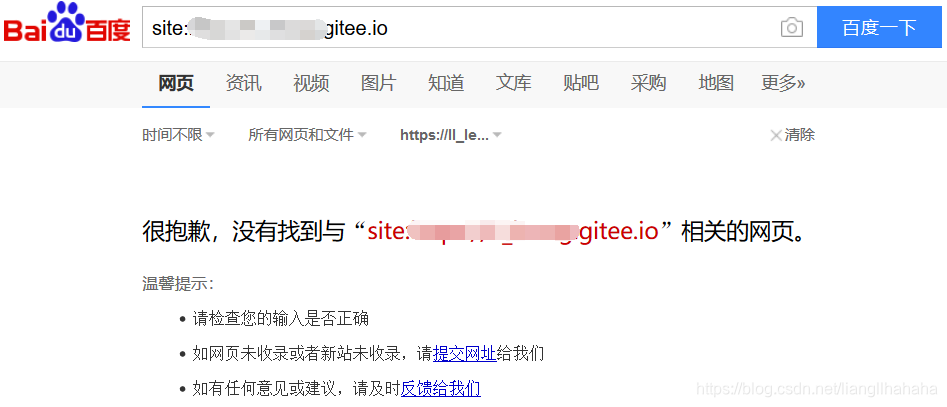 Bai du 百度
site: gitee.io
百度一下
网页 资讯 视频 图片 知道 文库 贴吧 采购 地图 更多»
时间不限 所有网页和文件 https://ll_le... 清除
很抱歉，没有找到与“site: gitee.io”相关的网页。
温馨提示：
请检查您的输入是否正确
如网页未收录或者新站未收录，请提交网址给我们
如有任何意见或建议，请及时反馈给我们
https://blog.csdn.net/liangllhahaha